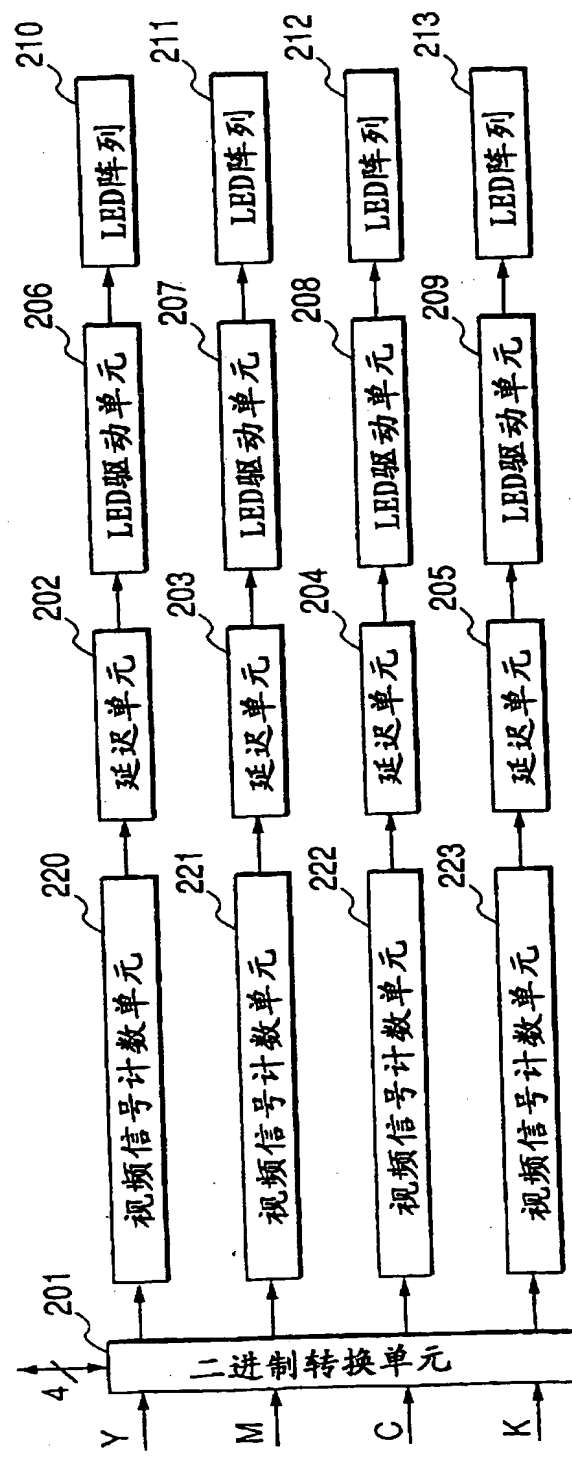 4
201
二进制转换单元
Y
M
C
K
220
视频信号计数单元
202
延迟单元
206
LED驱动单元
210
LED阵列
221
视频信号计数单元
203
延迟单元
207
LED驱动单元
211
LED阵列
222
视频信号计数单元
204
延迟单元
208
LED驱动单元
212
LED阵列
223
视频信号计数单元
205
延迟单元
209
LED驱动单元
213
LED阵列